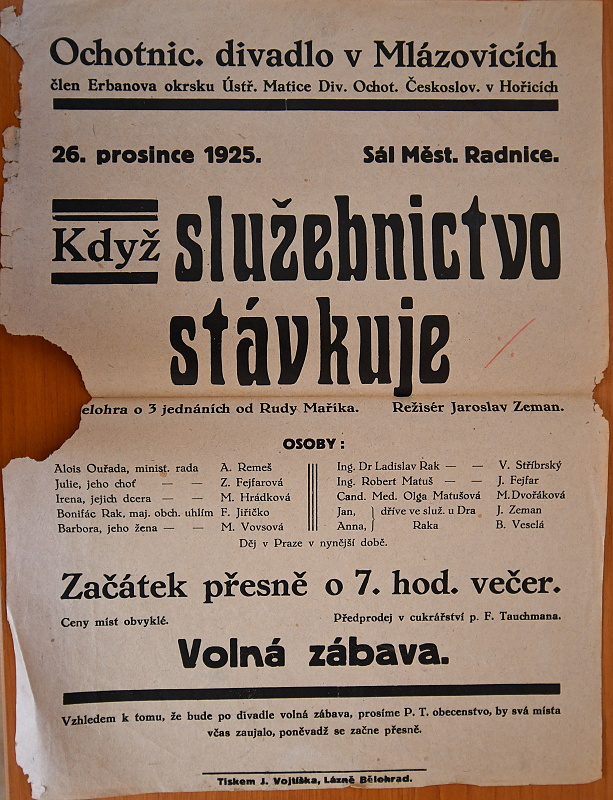 Ochotnic. divadlo v Mlázovicích
člen Erbanova okrsku Ústř. Matice Div. Ochot. Českoslov. v Hořicích
26. prosince 1925. Sál Měst. Radnice.
Když služebnictvo
stávkuje
elohra o 3 jednáních od Rudy Mařika. Režisér Jaroslav Zeman.
OSOBY :
Alois Ouřada, minist. rada A. Remeš Ing. Dr Ladislav Rak — — V. Stříbrský
Julie, jeho choť — — Z. Fejfarová Ing. Robert Matuš — — J. Fejfar
Irena, jejich dcera — — M. Hrádková Cand. Med. Olga Matušová M. Dvořáková
Bonifác Rak, maj. obch. uhlím F. Jiřičko Jan, } dříve ve služ. u Dra J. Zeman
Barbora, jeho žena — — M. Vovsová Anna, } Raka B. Veselá
Děj v Praze v nynější době.
Začátek přesně o 7. hod. večer.
Ceny míst obvyklé. Předprodej v cukrářství p. F. Tauchmana.
Volná zábava.
Vzhledem k tomu, že bude po divadle volná zábava, prosíme P. T. obecenstvo, by svá místa
včas zaujalo, poněvadž se začne přesně.
Tiskem J. Vojtíška, Lázně Bělohrad.